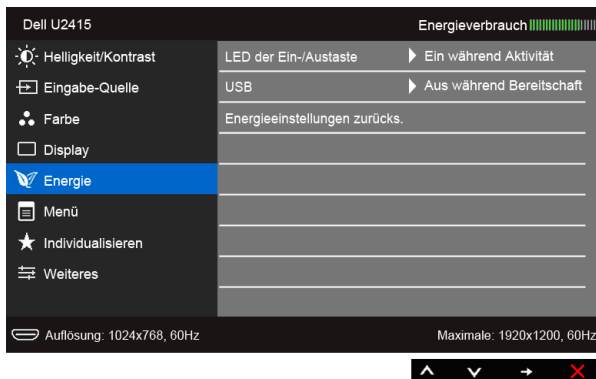 Dell U2415 Energieverbrauch
Helligkeit/Kontrast LED der Ein-/Austaste Ein während Aktivität
Eingabe-Quelle USB Aus während Bereitschaft
Farbe Energieeinstellungen zurücks.
Display
Energie
Menü
Individualisieren
Weiteres
Auflösung: 1024x768, 60Hz Maximale: 1920x1200, 60Hz